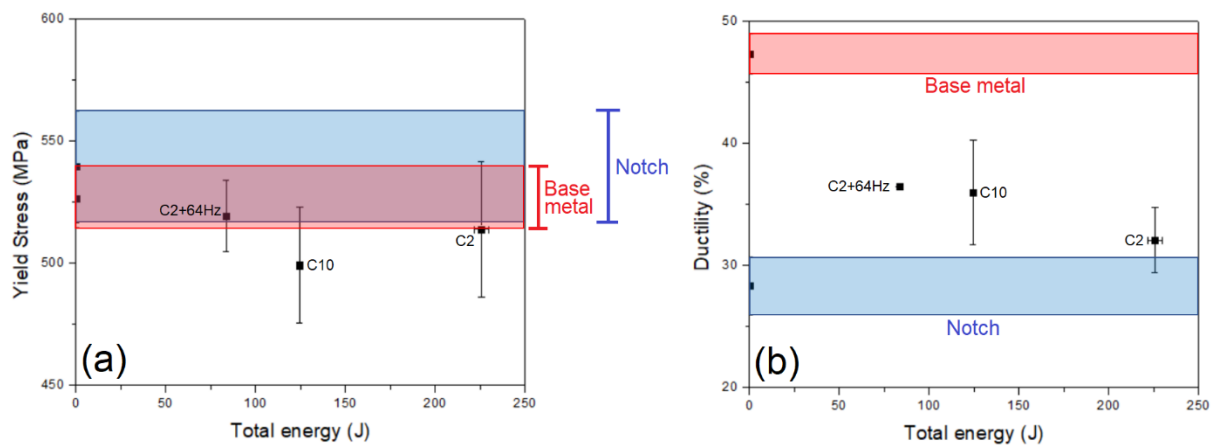 600
550
500
450
Yield Stress (MPa)
C2+64Hz
C10
C2
(a)
0
50
100
150
200
250
Total energy (J)
Base
metal
Notch
50
40
30
20
Ductility (%)
Base metal
C2+64Hz
C10
C2
Notch
(b)
0
50
100
150
200
250
Total energy (J)